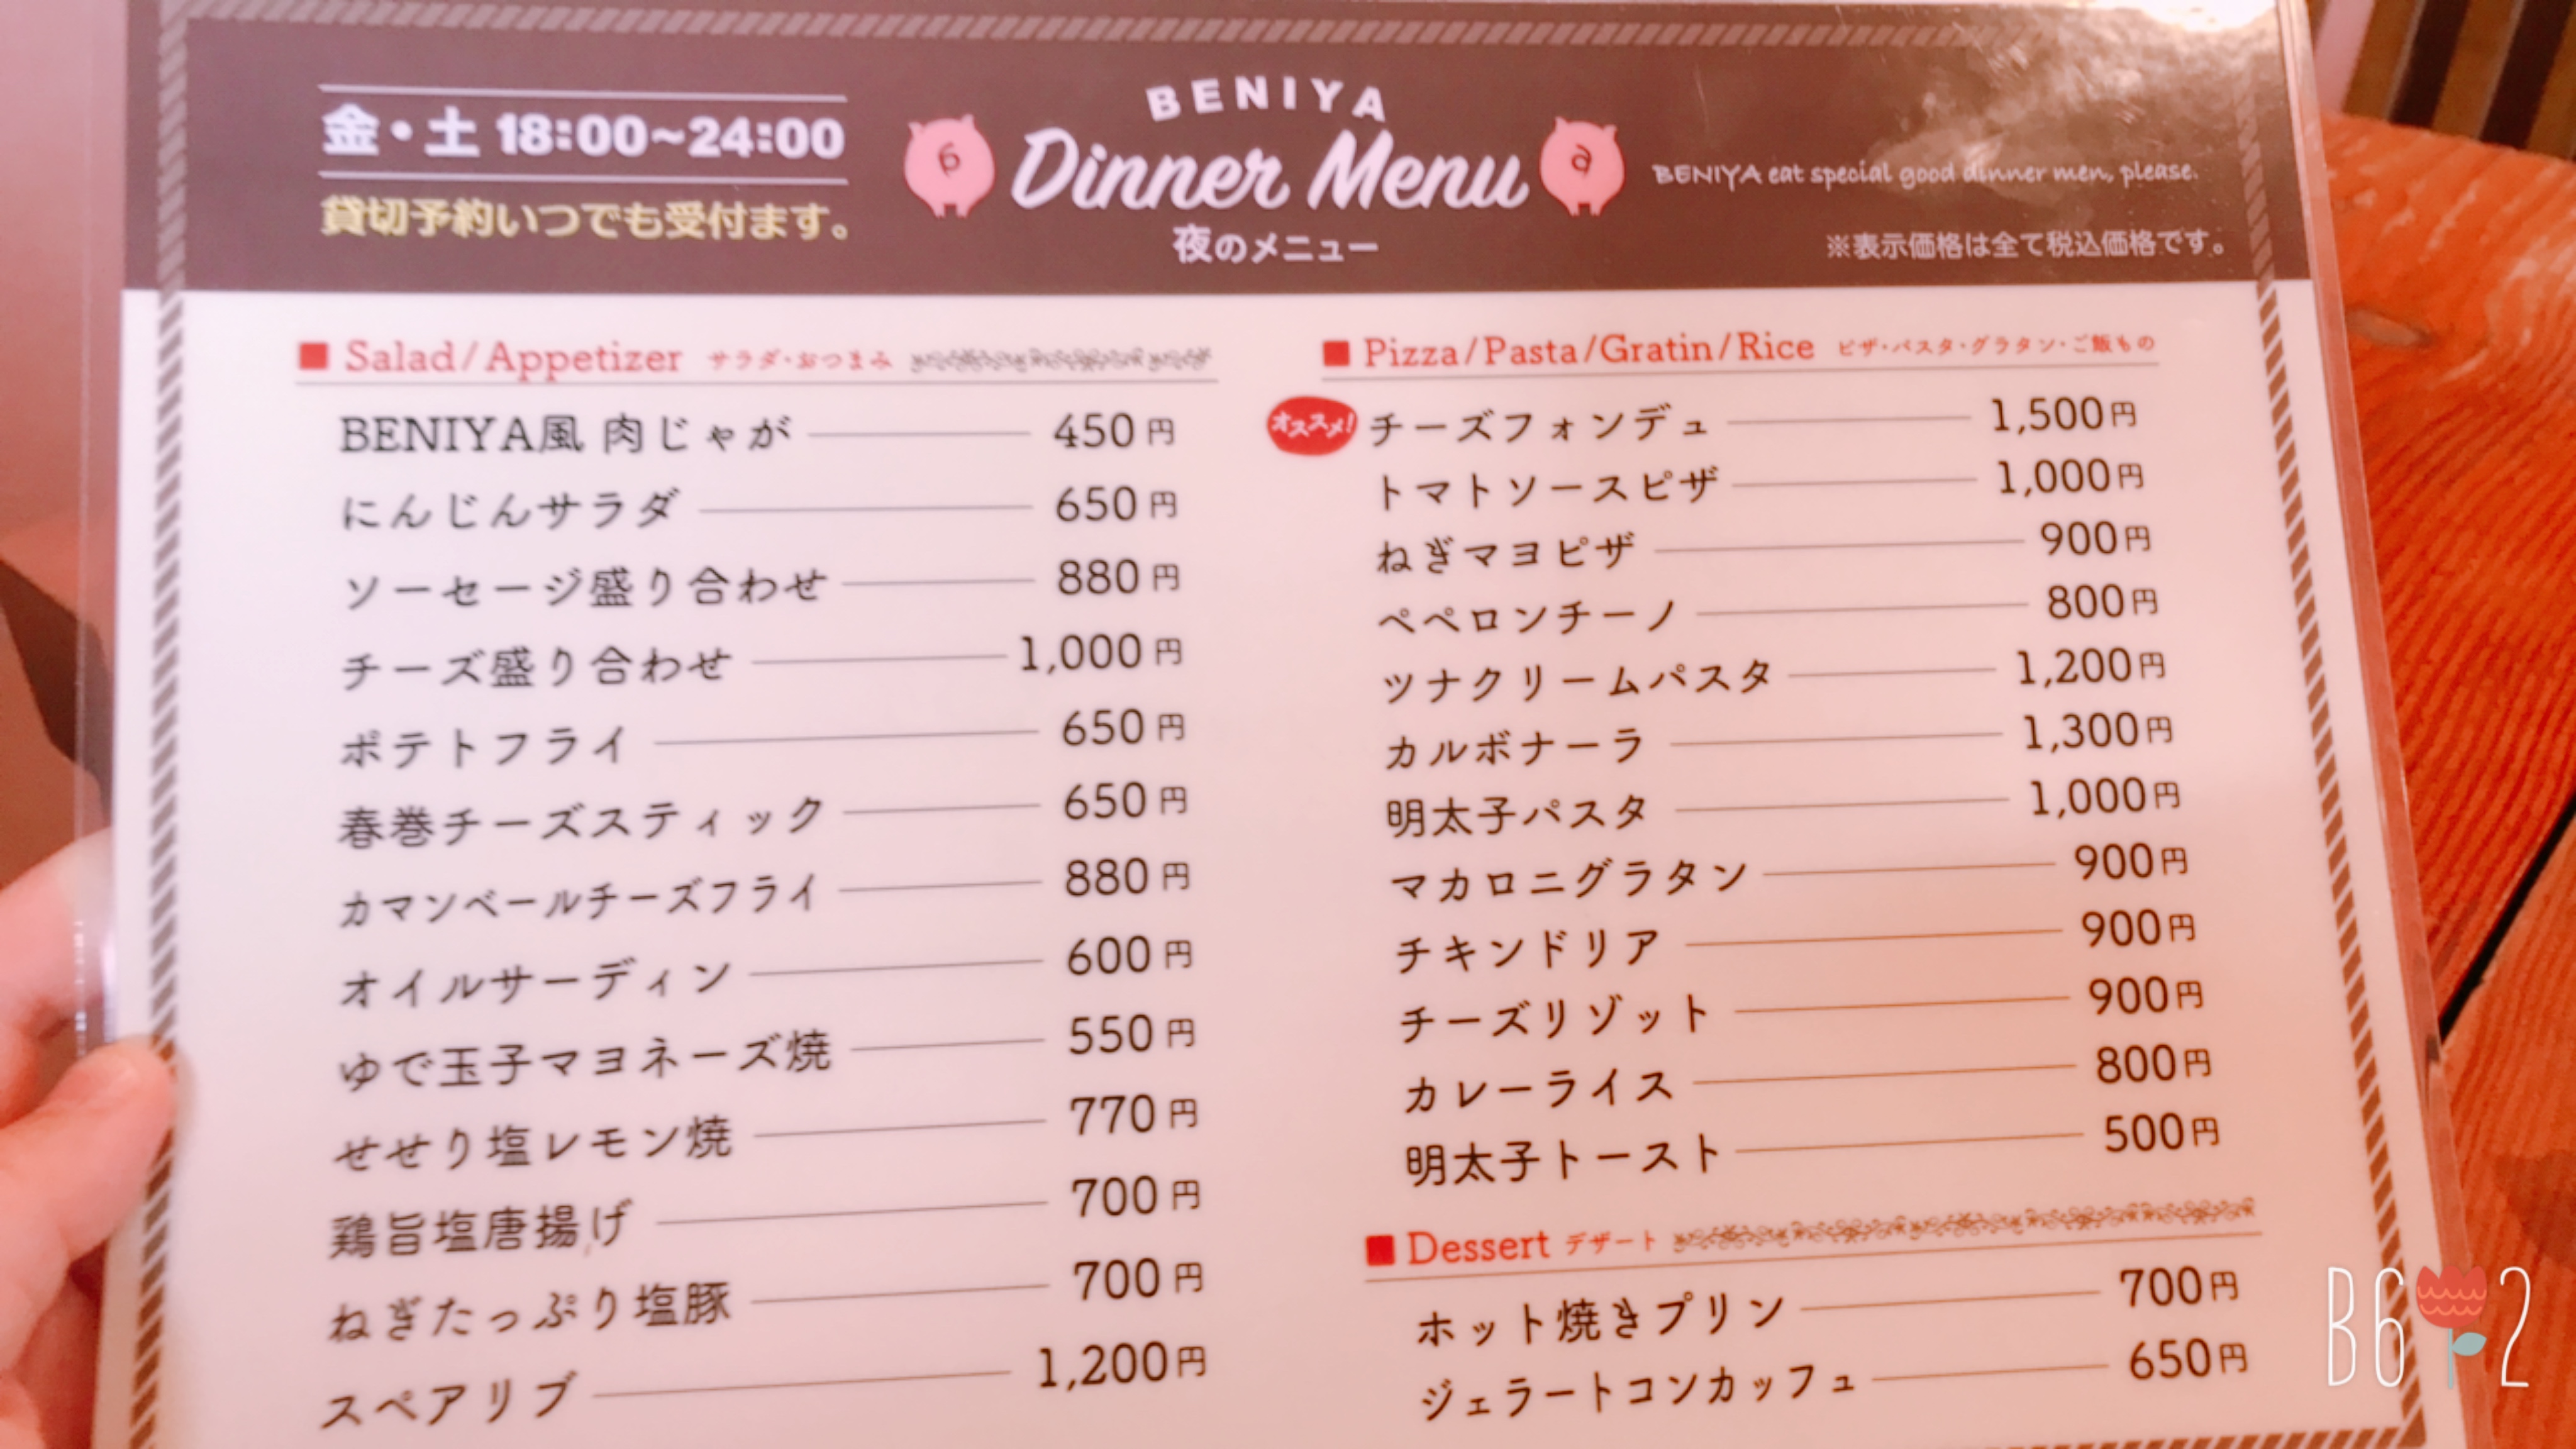 金・土 18:00~24:00
貸切予約いつでも受付ます。
BENIYA
Dinner Menu
夜のメニュー
BENIYA eat special good dinner men, please.
※表示価格は全て税込価格です。
Salad/Appetizer サラダ・おつまみ
BENIYA風 肉じゃが 450円
にんじんサラダ 650円
ソーセージ盛り合わせ 880円
チーズ盛り合わせ 1,000円
ポテトフライ 650円
春巻チーズスティック 650円
カマンベールチーズフライ 880円
オイルサーディン 600円
ゆで玉子マヨネーズ焼 550円
せせり塩レモン焼 770円
鶏旨塩唐揚げ 700円
ねぎたっぷり塩豚 700円
スペアリブ 1,200円
Pizza/Pasta/Gratin/Rice ピザ・パスタ・グラタン・ご飯もの
オススメ! チーズフォンデュ 1,500円
トマトソースピザ 1,000円
ねぎマヨピザ 900円
ペペロンチーノ 800円
ツナクリームパスタ 1,200円
カルボナーラ 1,300円
明太子パスタ 1,000円
マカロニグラタン 900円
チキンドリア 900円
チーズリゾット 900円
カレーライス 800円
明太子トースト 500円
Dessert デザート
ホット焼きプリン 700円
ジェラートコンカッフェ 650円
B612